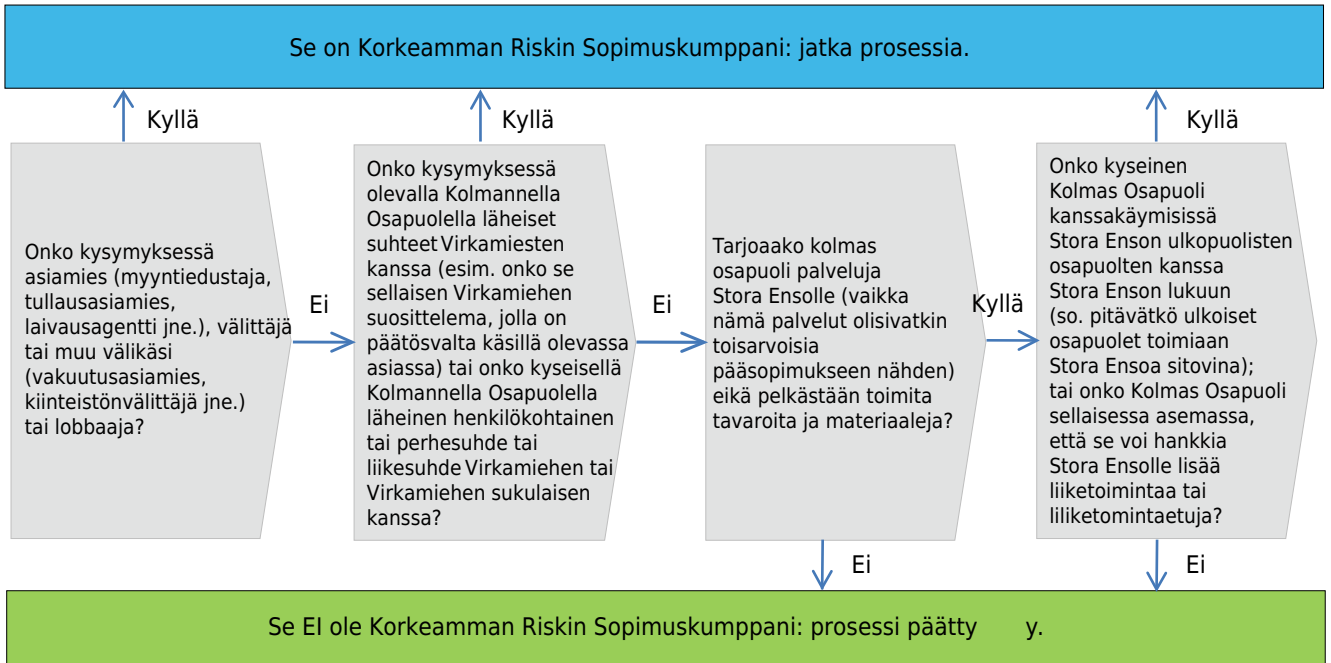 Se on Korkeamman Riskin Sopimuskumppani: jatka prosessia.
Kyllä
Kyllä
Kyllä
Onko kysymyksessä
asiamies (myyntiedustaja,
tullausasiamies,
laivausagentti jne.), välittäjä
tai muu välikäsi
(vakuutusasiamies,
kiinteistönvälittäjä jne.)
tai lobbaaja?
Ei
Onko kysymyksessä
olevalla Kolmannella
Osapuolella läheiset
suhteet Virkamiesten
kanssa (esim. onko se
sellaisen Virkamiehen
suosittelema, jolla on
päätösvalta käsillä olevassa
asiassa) tai onko kyseisellä
Kolmannella Osapuolella
läheinen henkilökohtainen
tai perhesuhde tai
liikesuhde Virkamiehen tai
Virkamiehen sukulaisen
kanssa?
Ei
Tarjoaako kolmas
osapuoli palveluja
Stora Ensolle (vaikka
nämä palvelut olisivatkin
toisarvoisia
pääsopimukseen nähden)
eikä pelkästään toimita
tavaroita ja materiaaleja?
Kyllä
Onko kyseinen
Kolmas Osapuoli
kanssakäymisissä
Stora Enson ulkopuolisten
osapuolten kanssa
Stora Enson lukuun
(so. pitävätkö ulkoiset
osapuolet toimiaan
Stora Ensoa sitovina);
tai onko Kolmas Osapuoli
sellaisessa asemassa,
että se voi hankkia
Stora Ensolle lisää
liiketoimintaa tai
liliketomintaetuja?
Ei
Ei
Se EI ole Korkeamman Riskin Sopimuskumppani: prosessi päätty y.